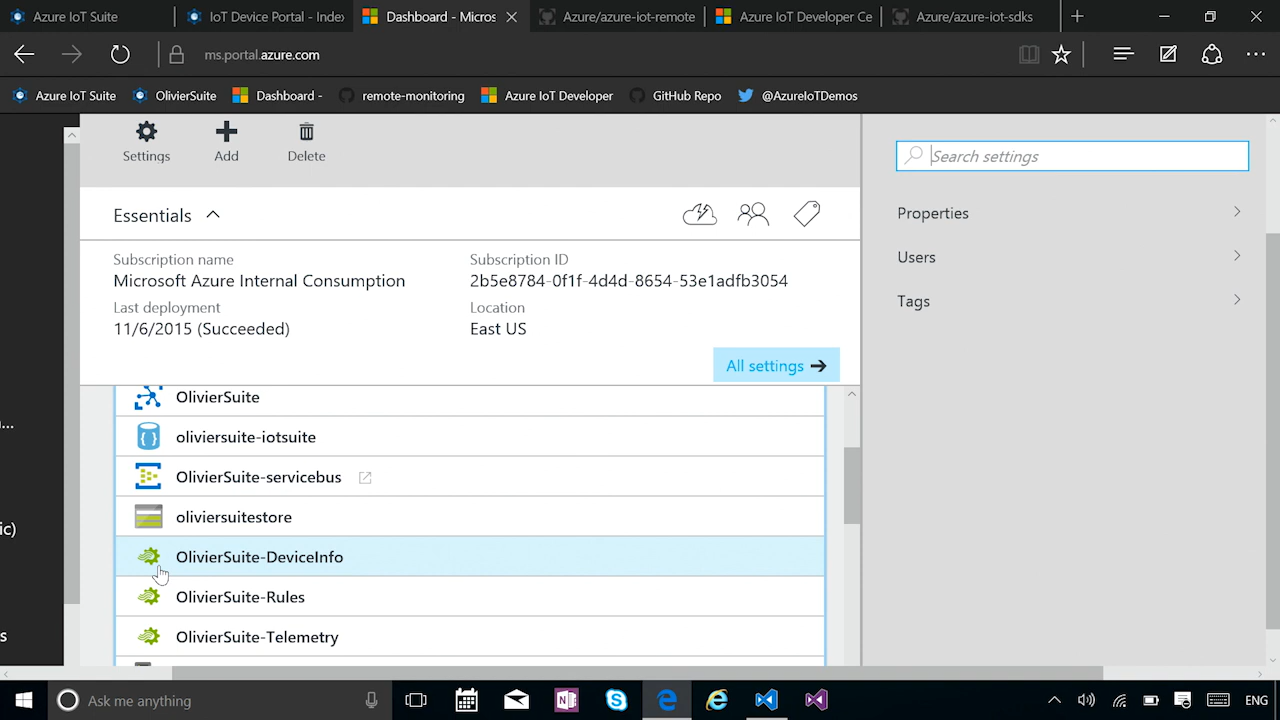 Azure IoT Suite
IoT Device Portal - Index
Dashboard - Micros
Azure/azure-iot-remote
Azure IoT Developer Ce
Azure/azure-iot-sdks
ms.portal.azure.com
Azure IoT Suite
OlivierSuite
Dashboard -
remote-monitoring
Azure IoT Developer
GitHub Repo
@AzureIoTDemos
Settings
Add
Delete
Search settings
Essentials
Properties
Users
Tags
Subscription name
Microsoft Azure Internal Consumption
Subscription ID
2b5e8784-0f1f-4d4d-8654-53e1adfb3054
Last deployment
11/6/2015 (Succeeded)
Location
East US
All settings
OlivierSuite
oliviersuite-iotsuite
OlivierSuite-servicebus
oliviersuitestore
OlivierSuite-DeviceInfo
OlivierSuite-Rules
OlivierSuite-Telemetry
...
ic)
s
Ask me anything
ENG